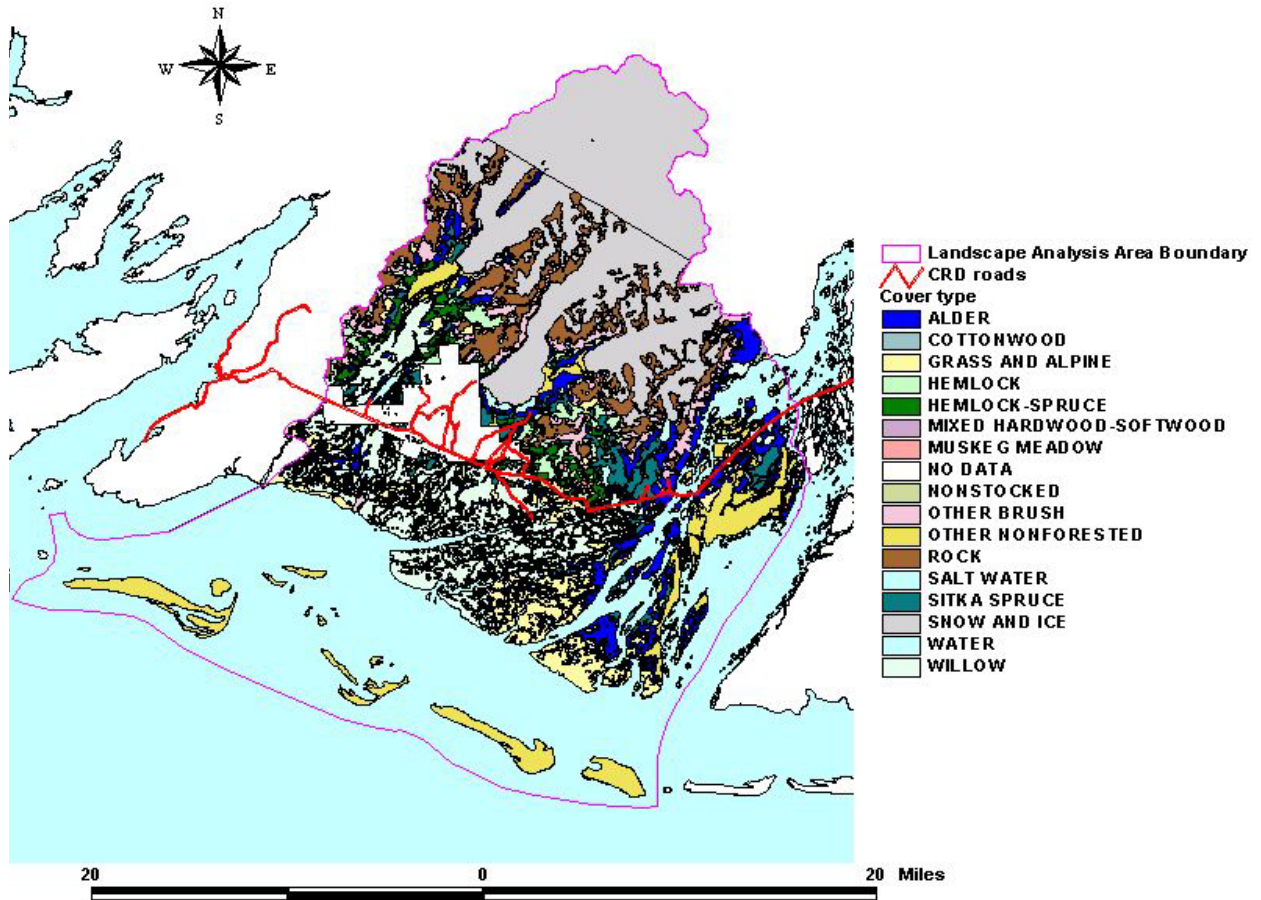 N
W E
S
Landscape Analysis Area Boundary
CRD roads
Cover type
ALDER
COTTONWOOD
GRASS AND ALPINE
HEMLOCK
HEMLOCK-SPRUCE
MIXED HARDWOOD-SOFTWOOD
MUSKEG MEADOW
NO DATA
NONSTOCKED
OTHER BRUSH
OTHER NONFORESTED
ROCK
SALT WATER
SITKA SPRUCE
SNOW AND ICE
WATER
WILLOW
20 0 20 Miles